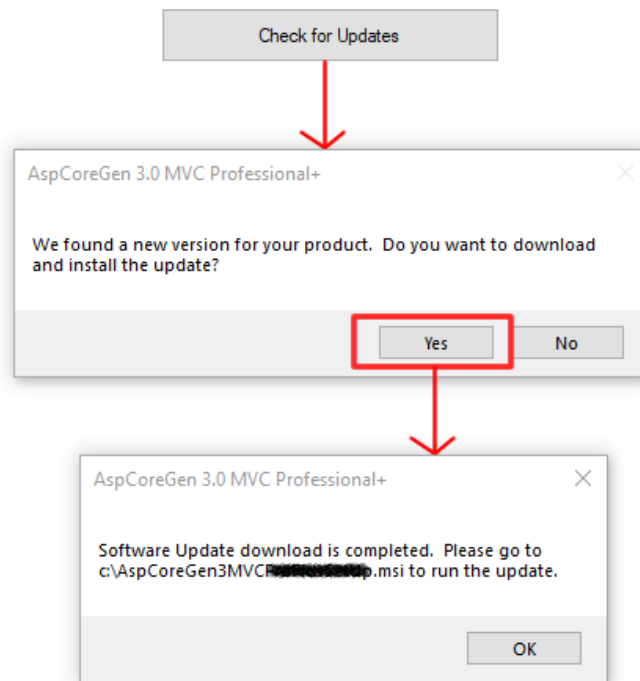 Check for Updates
AspCoreGen 3.0 MVC Professional+
We found a new version for your product. Do you want to download
and install the update?
Yes
No
AspCoreGen 3.0 MVC Professional+
Software Update download is completed. Please go to
c:\AspCoreGen3MVC p.msi to run the update.
OK